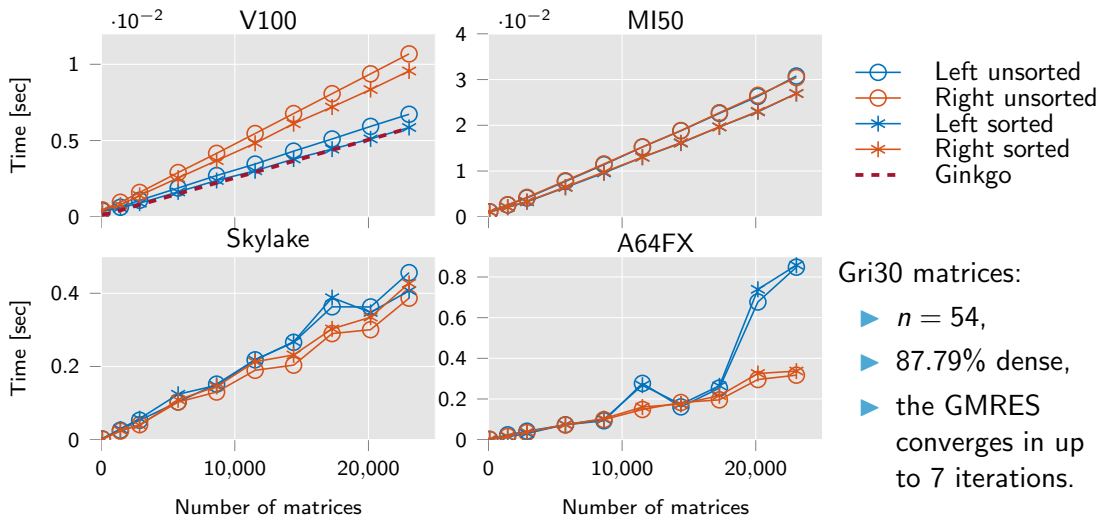 ·10−2
V100
MI50
·10−2
Time [sec]
1
0.5
0
4
3
2
1
0
Left unsorted
Right unsorted
Left sorted
Right sorted
Ginkgo
Skylake
A64FX
Time [sec]
0.4
0.2
0
0 10,000 20,000
Number of matrices
0.8
0.6
0.4
0.2
0
0 10,000 20,000
Number of matrices
Gri30 matrices:
n = 54,
87.79% dense,
the GMRES
converges in up
to 7 iterations.